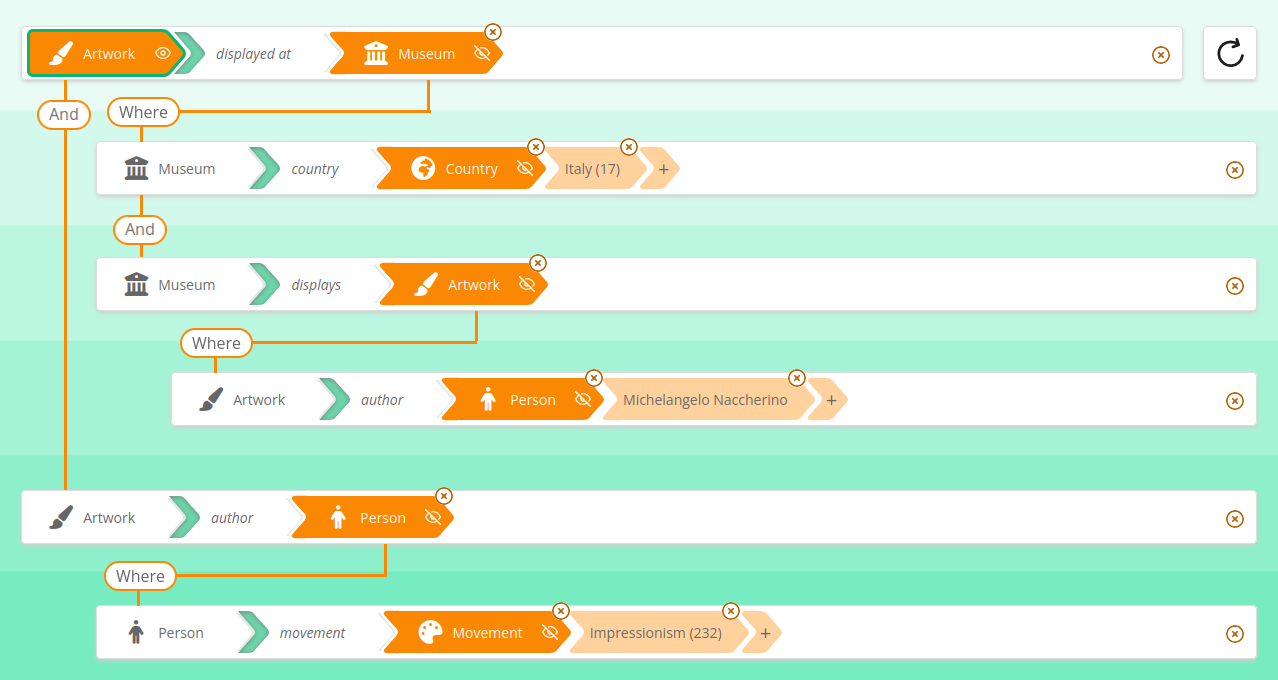 Artwork displayed at Museum
And Where
Museum country Country Italy (17) +
And
Museum displays Artwork
Where
Artwork author Person Michelangelo Naccherino +
Artwork author Person
Where
Person movement Movement Impressionism (232) +